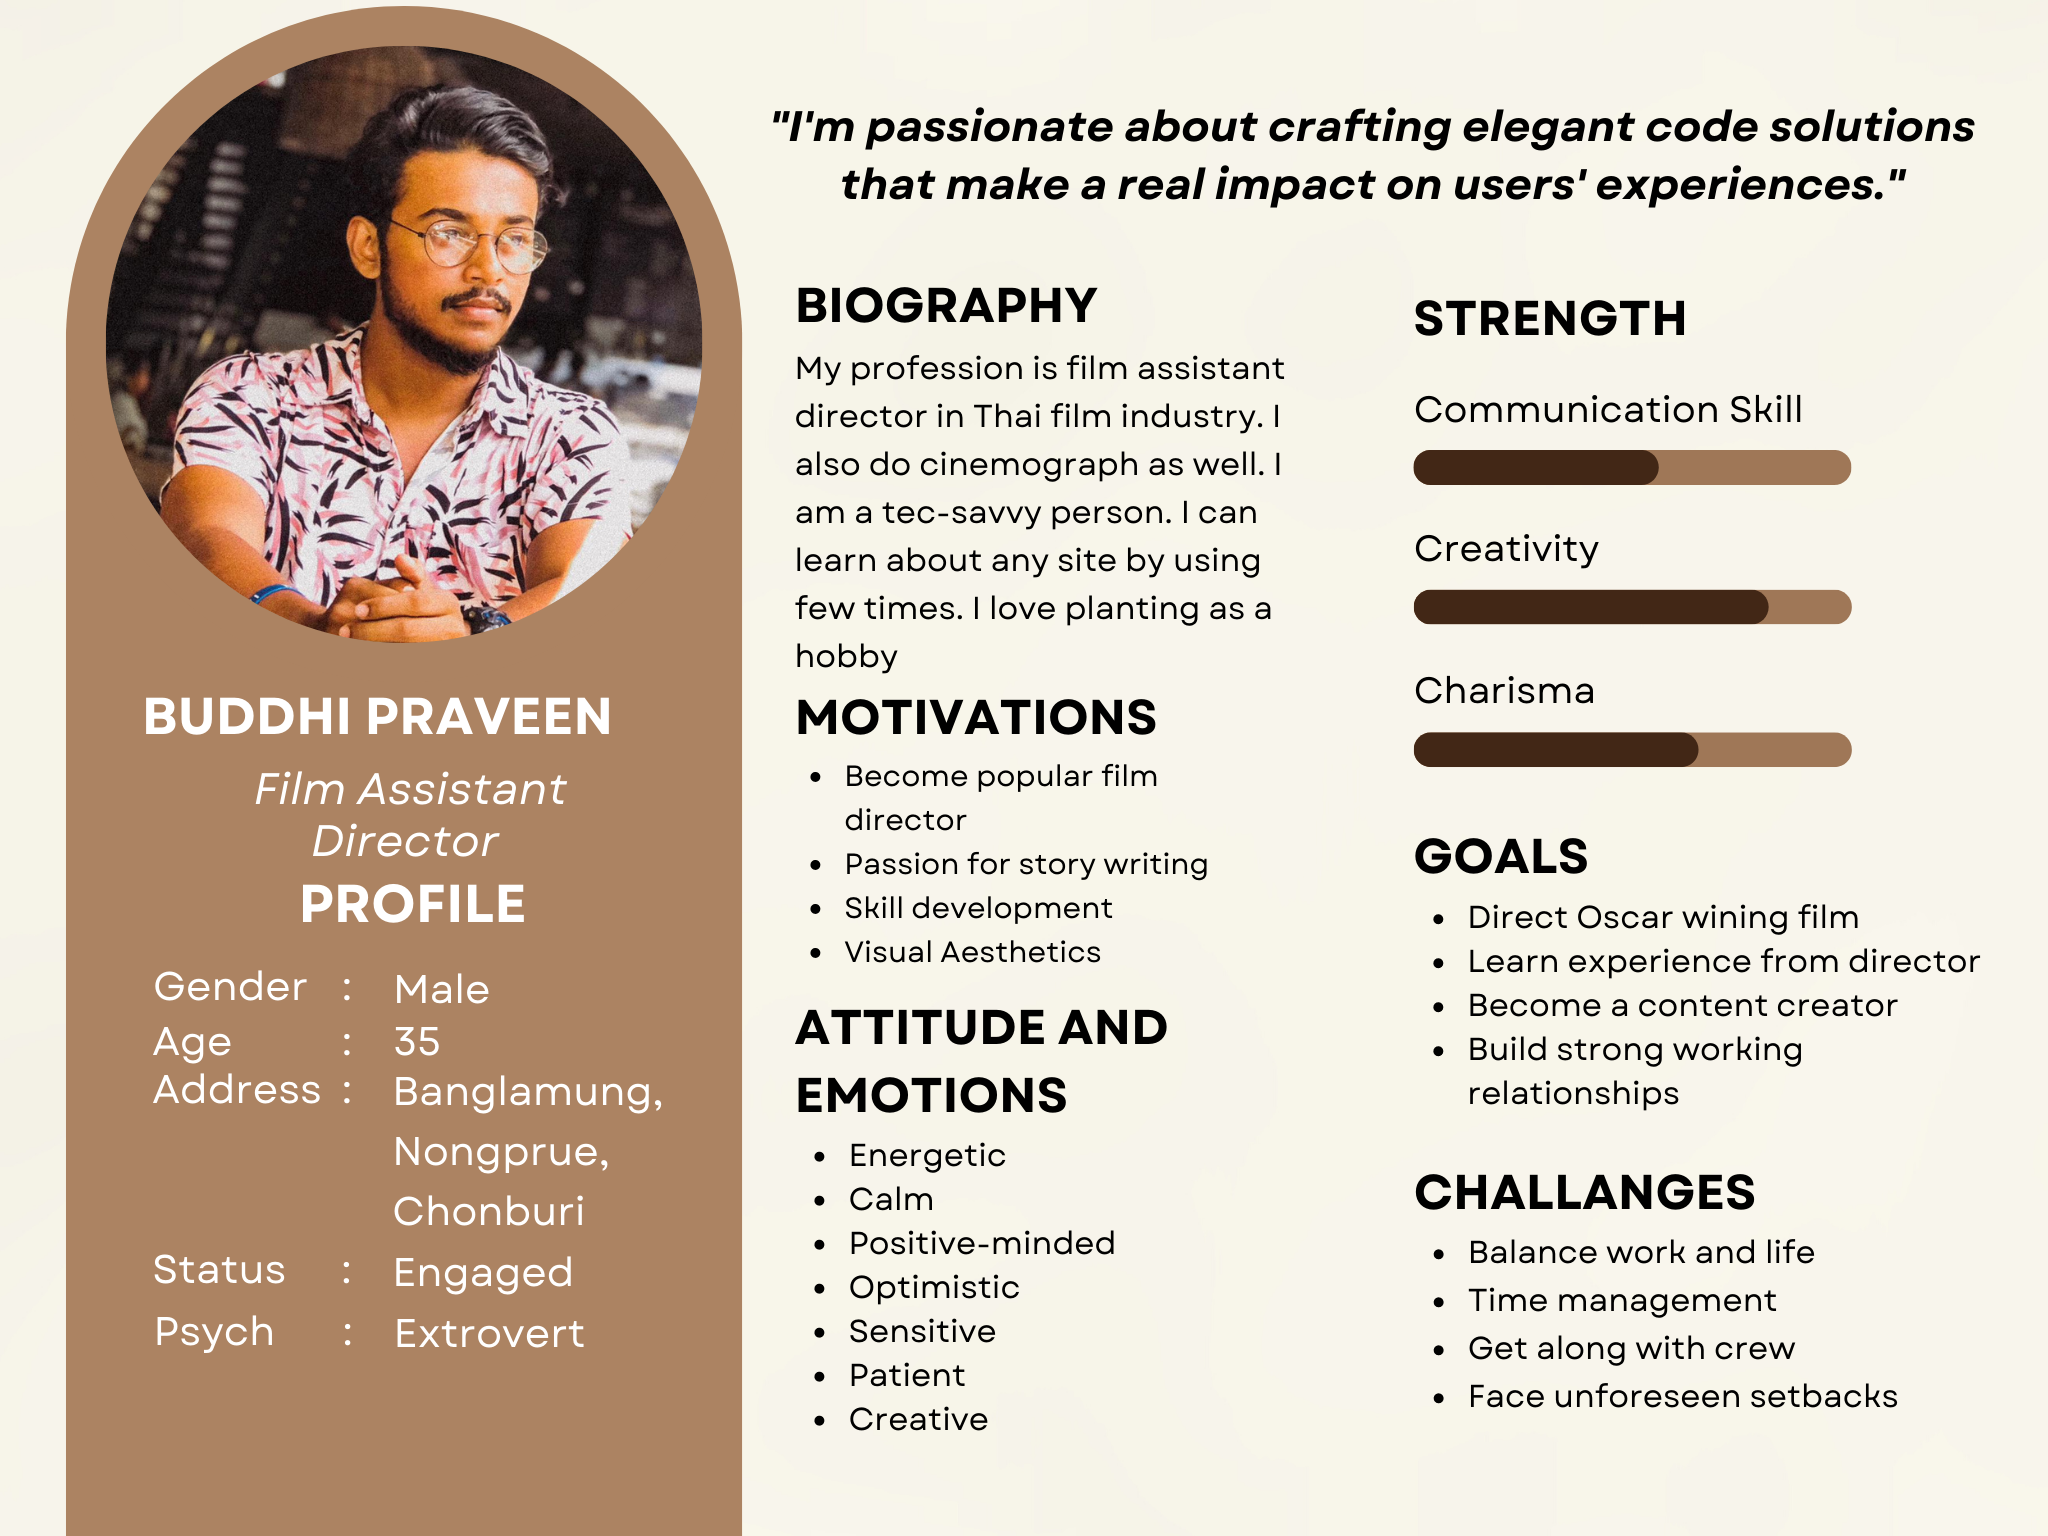 "I'm passionate about crafting elegant code solutions
that make a real impact on users' experiences."
BUDDHI PRAVEEN
Film Assistant
Director
PROFILE
Gender : Male
Age : 35
Address : Banglamung,
Nongprue,
Chonburi
Status : Engaged
Psych : Extrovert
BIOGRAPHY
My profession is film assistant
director in Thai film industry. I
also do cinemograph as well. I
am a tec-savvy person. I can
learn about any site by using
few times. I love planting as a
hobby
MOTIVATIONS
• Become popular film
director
• Passion for story writing
• Skill development
• Visual Aesthetics
ATTITUDE AND
EMOTIONS
• Energetic
• Calm
• Positive-minded
• Optimistic
• Sensitive
• Patient
• Creative
STRENGTH
Communication Skill
Creativity
Charisma
GOALS
• Direct Oscar wining film
• Learn experience from director
• Become a content creator
• Build strong working
relationships
CHALLANGES
• Balance work and life
• Time management
• Get along with crew
• Face unforeseen setbacks